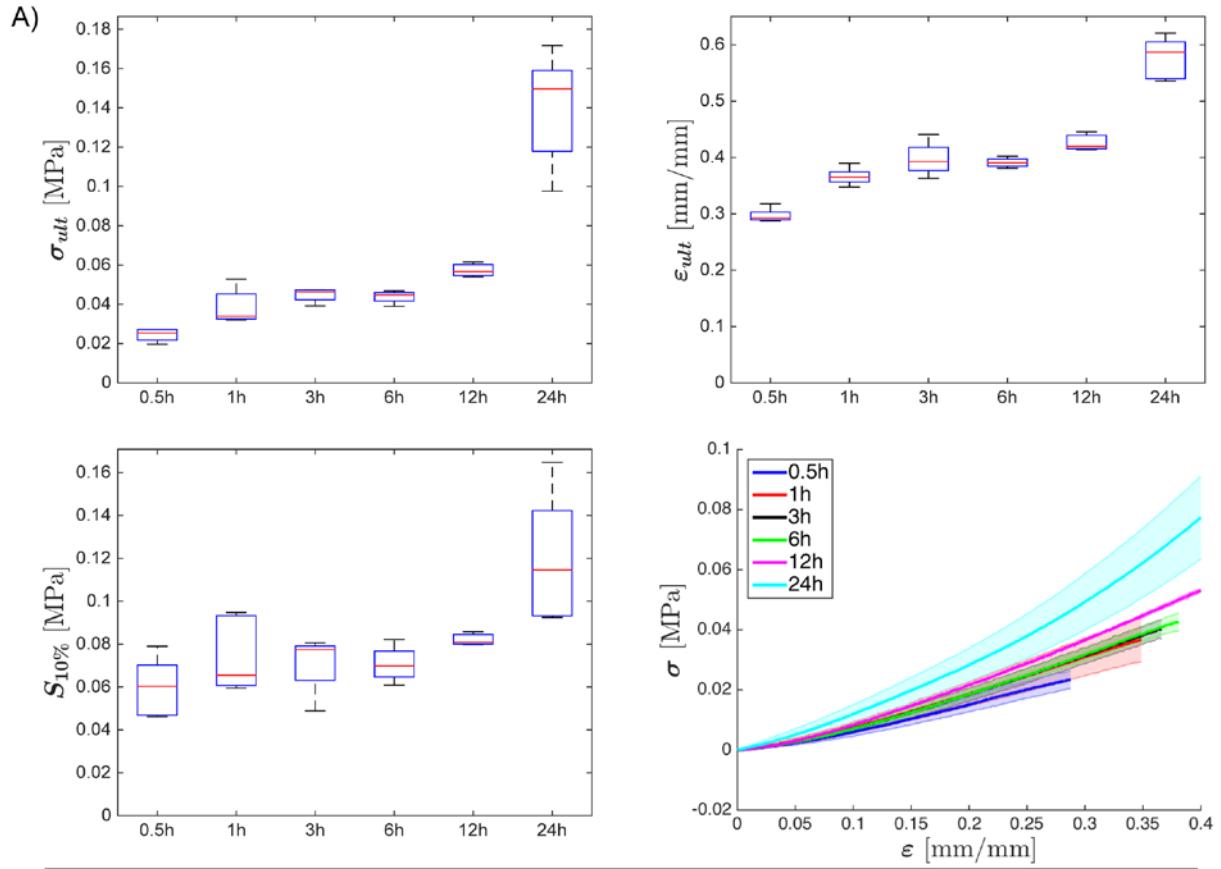 A)
σult [MPa]
0.18
0.16
0.14
0.12
0.1
0.08
0.06
0.04
0.02
0
0.5h 1h 3h 6h 12h 24h
εult [mm/mm]
0.6
0.5
0.4
0.3
0.2
0.1
0
0.5h 1h 3h 6h 12h 24h
S10% [MPa]
0.16
0.14
0.12
0.1
0.08
0.06
0.04
0.02
0
0.5h 1h 3h 6h 12h 24h
σ [MPa]
0.1
0.08
0.06
0.04
0.02
0
-0.02
0.5h
1h
3h
6h
12h
24h
0 0.05 0.1 0.15 0.2 0.25 0.3 0.35 0.4
ε [mm/mm]